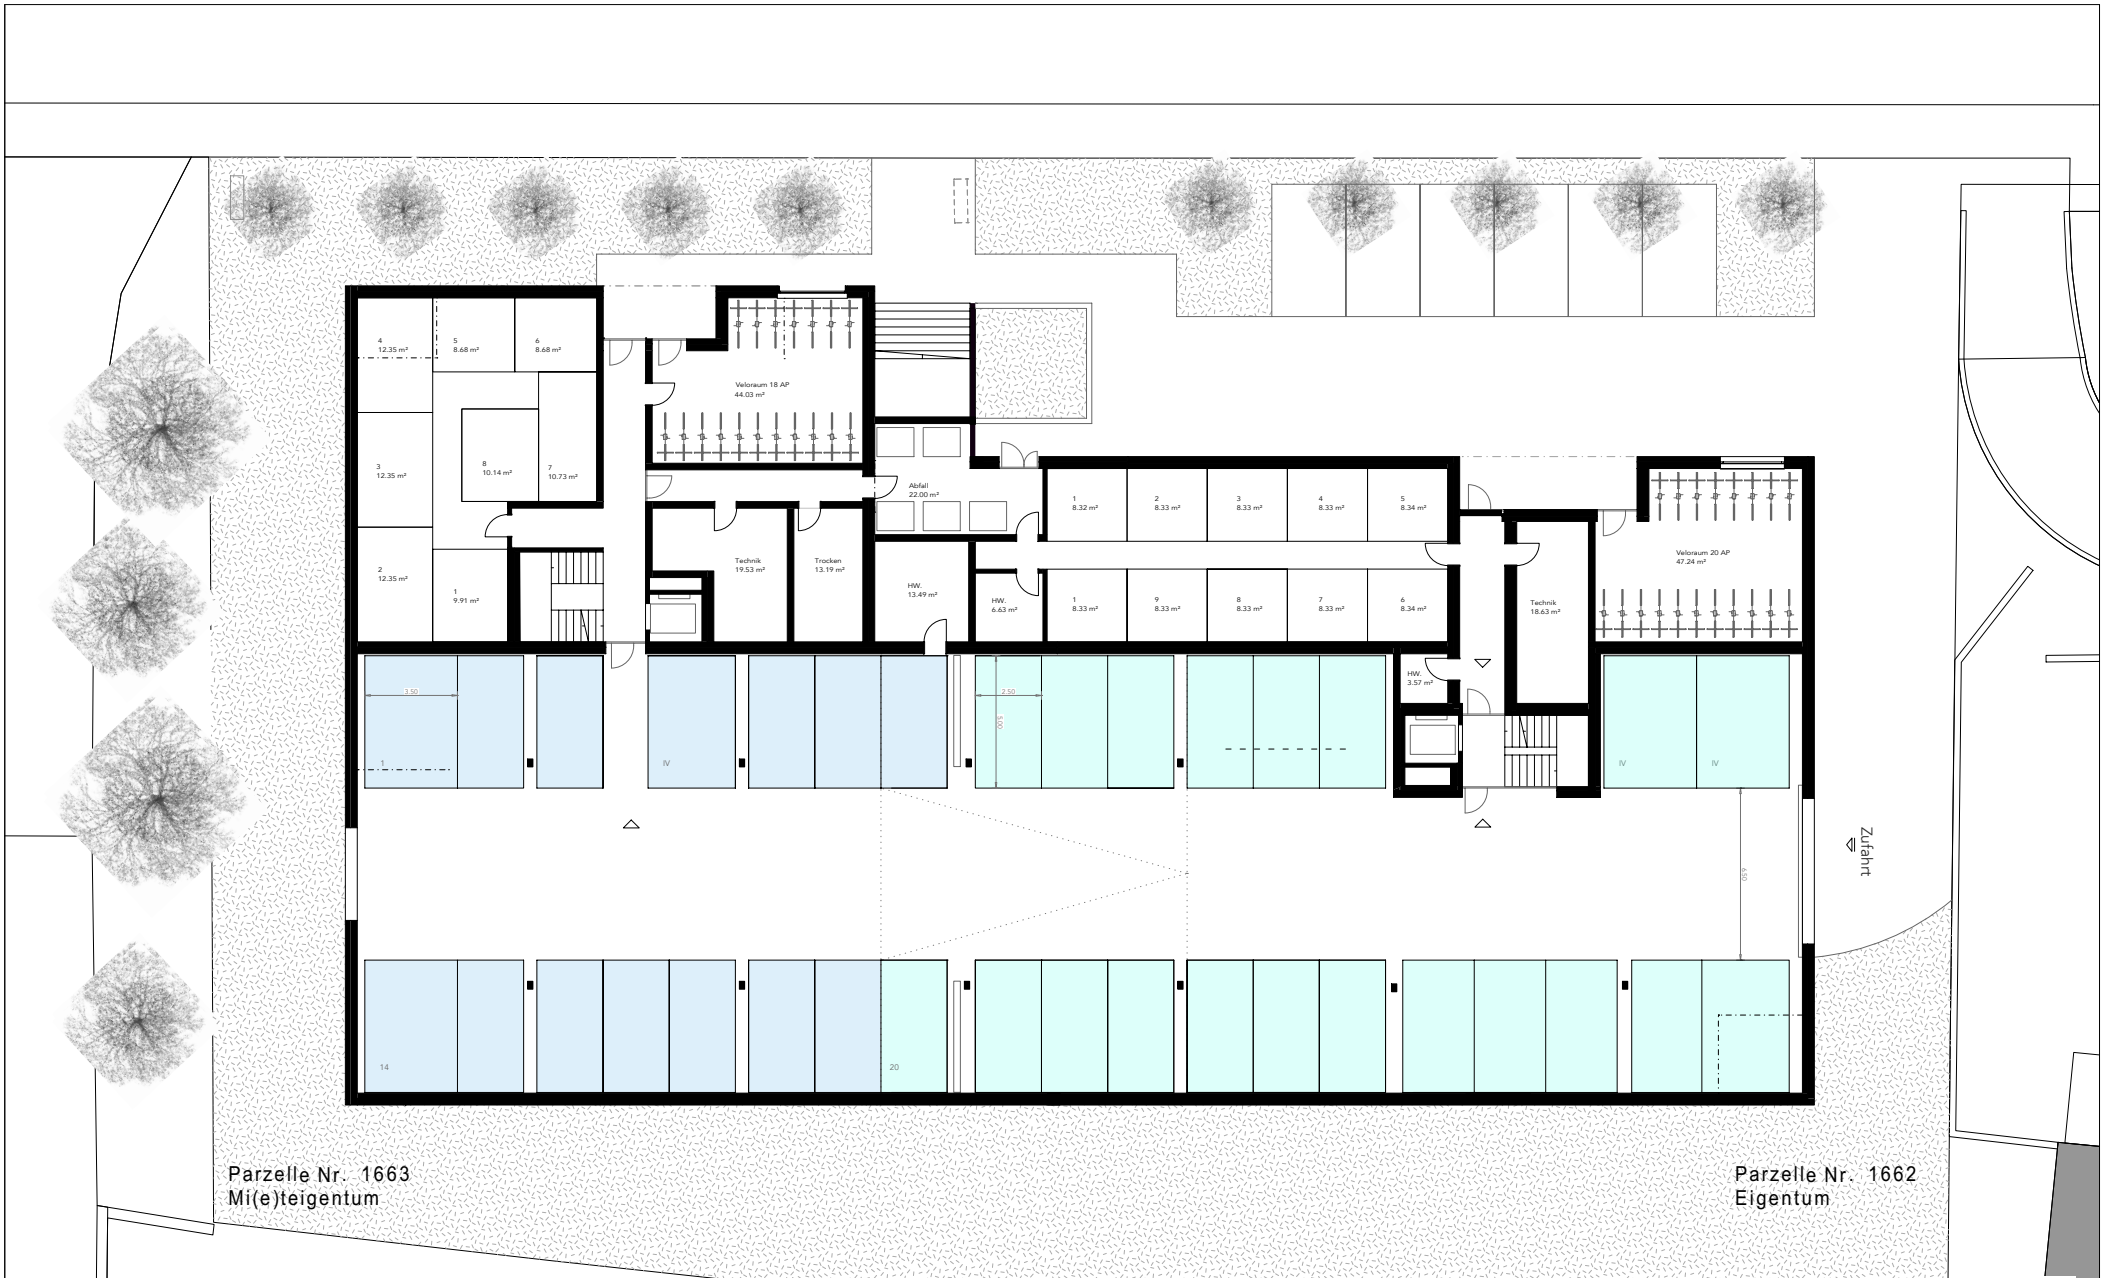 4
12.35 m²
5
8.68 m²
6
8.68 m²
Veloraum 18 AP
44.03 m²
3
12.35 m²
8
10.14 m²
7
10.73 m²
Abfall
22.00 m²
1
8.32 m²
2
8.33 m²
3
8.33 m²
4
8.33 m²
5
8.34 m²
Veloraum 20 AP
47.24 m²
2
12.35 m²
1
9.91 m²
Technik
19.53 m²
Trocken
13.19 m²
HW.
13.49 m²
HW.
6.63 m²
1
8.33 m²
9
8.33 m²
8
8.33 m²
7
8.33 m²
6
8.34 m²
Technik
18.63 m²
HW.
3.57 m²
3.50
2.50
5.00
1
IV
IV
IV
6.50
Zufahrt
14
20
Parzelle Nr. 1663
Mi(e)teigentum
Parzelle Nr. 1662
Eigentum